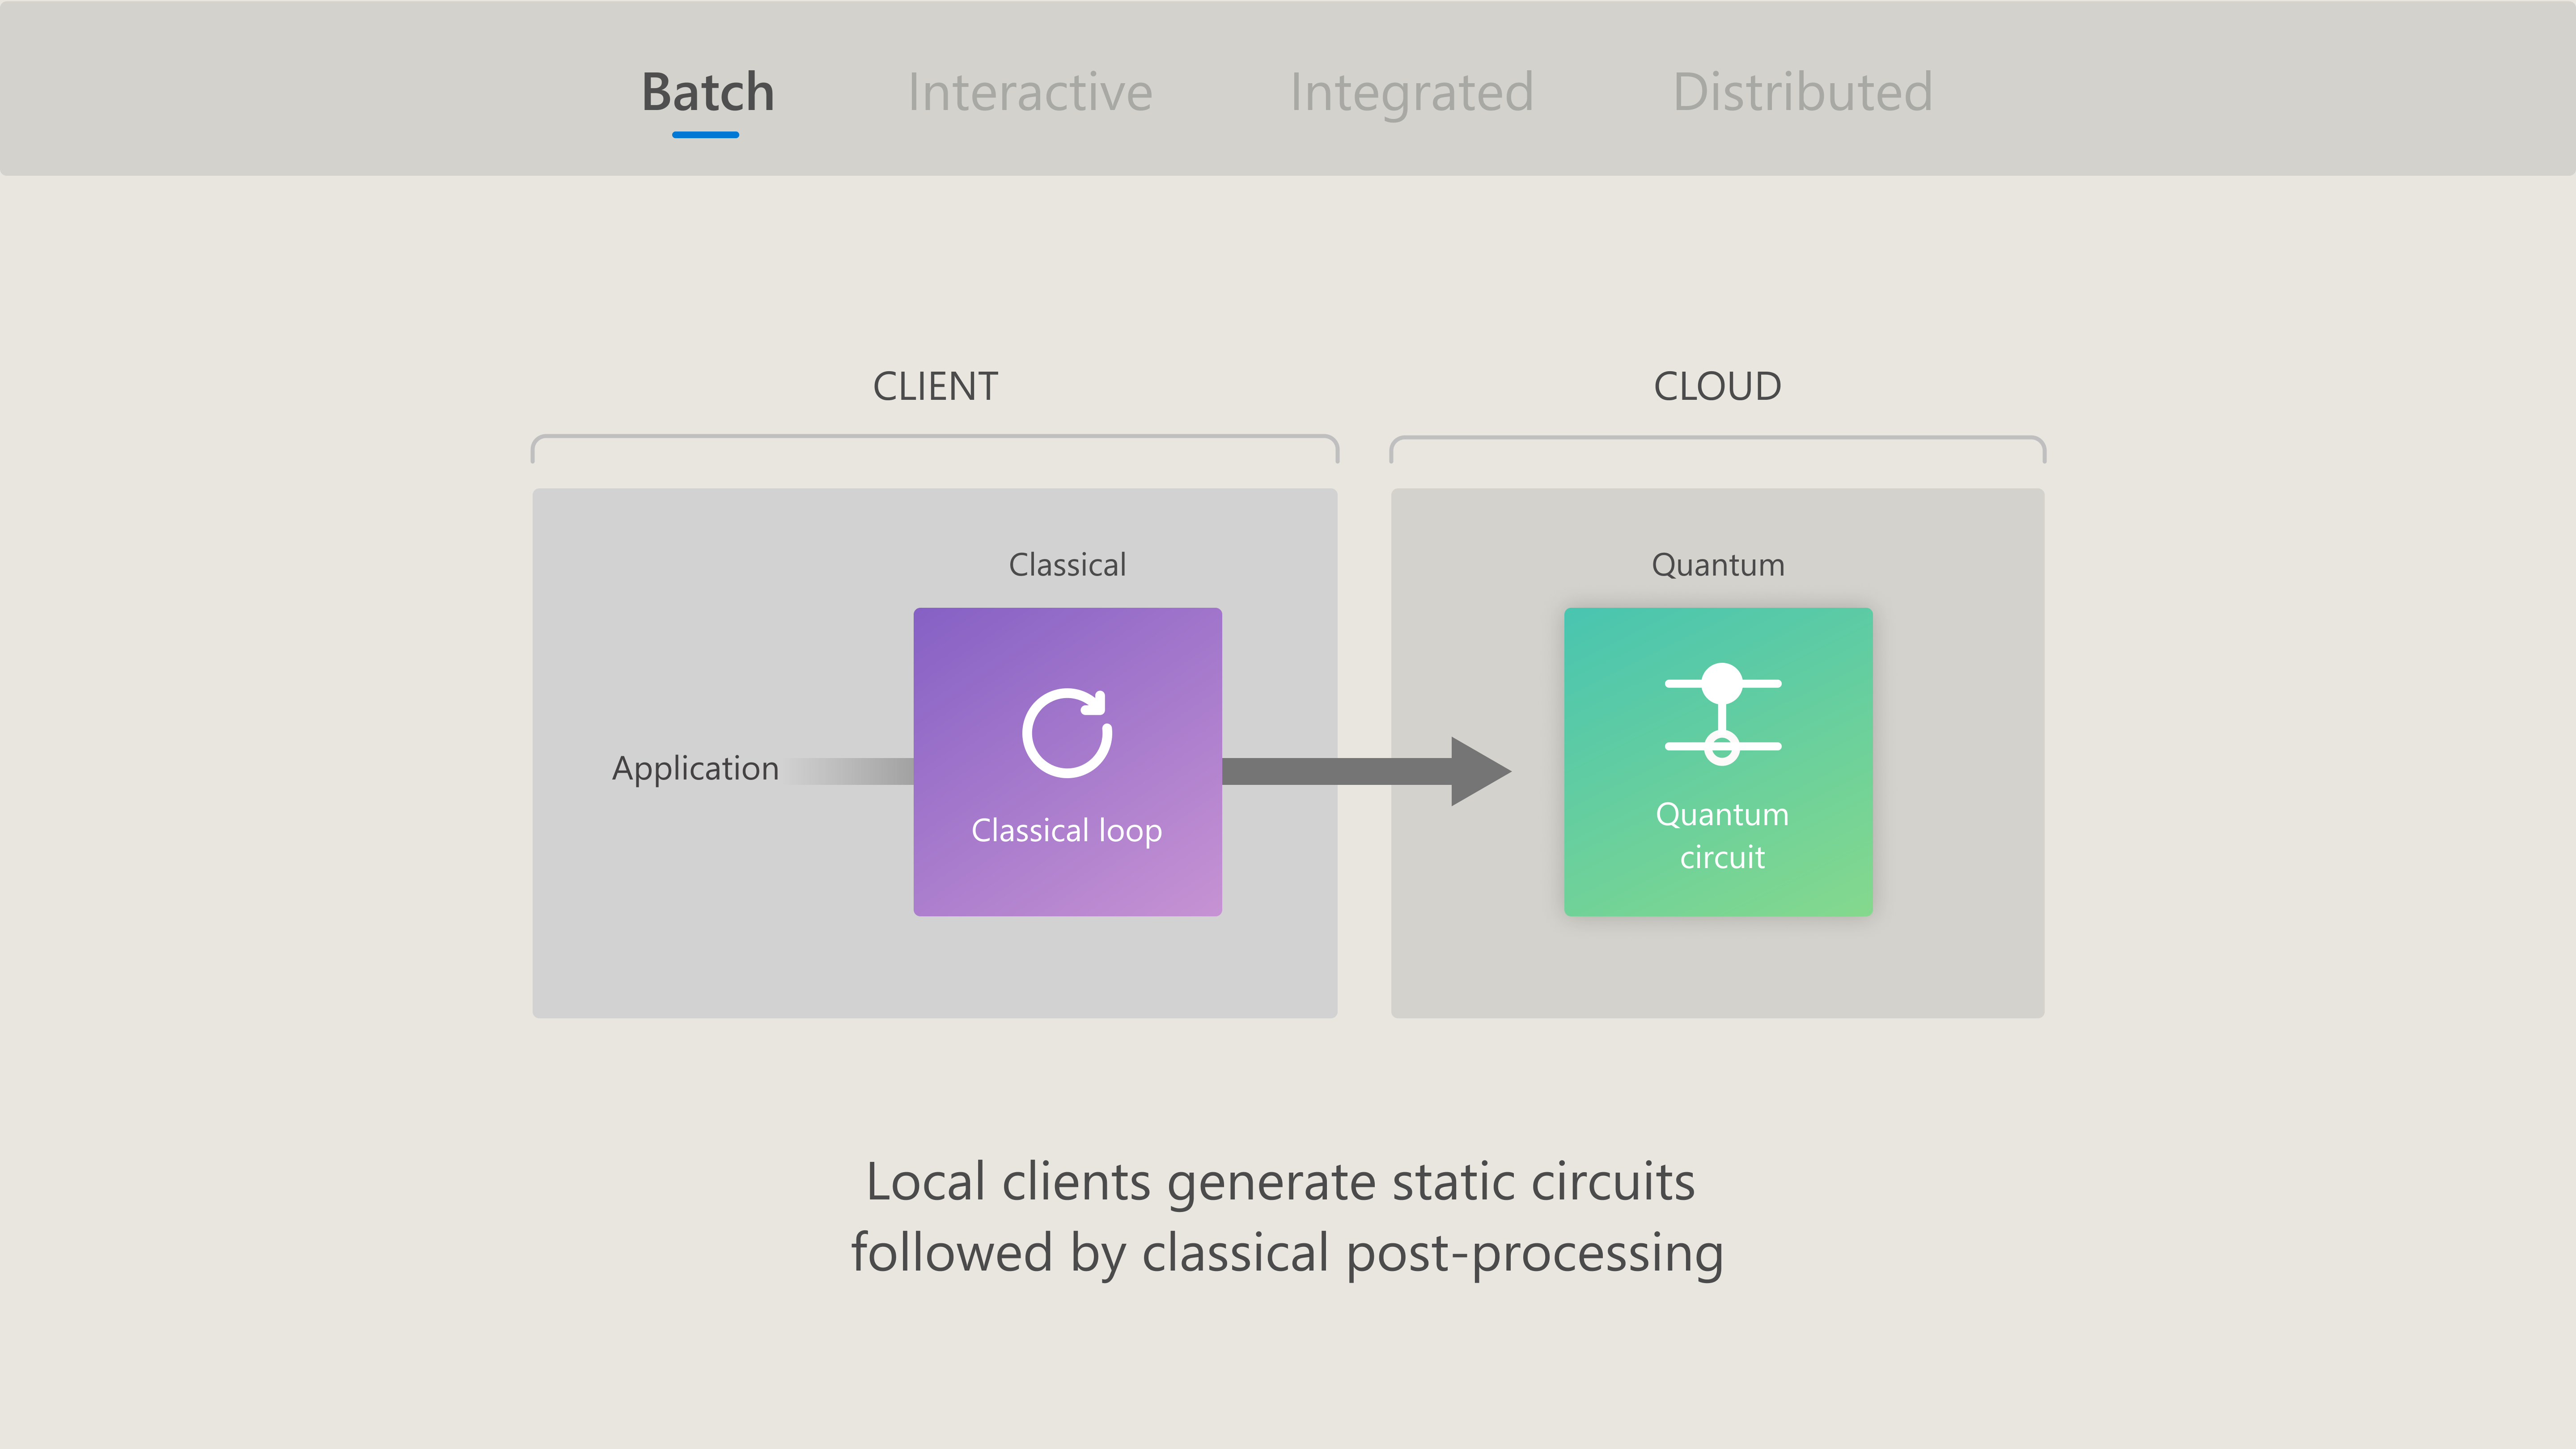 Batch Interactive Integrated Distributed
CLIENT
CLOUD
Classical
Quantum
Application
Classical loop
Quantum
circuit
Local clients generate static circuits
followed by classical post-processing